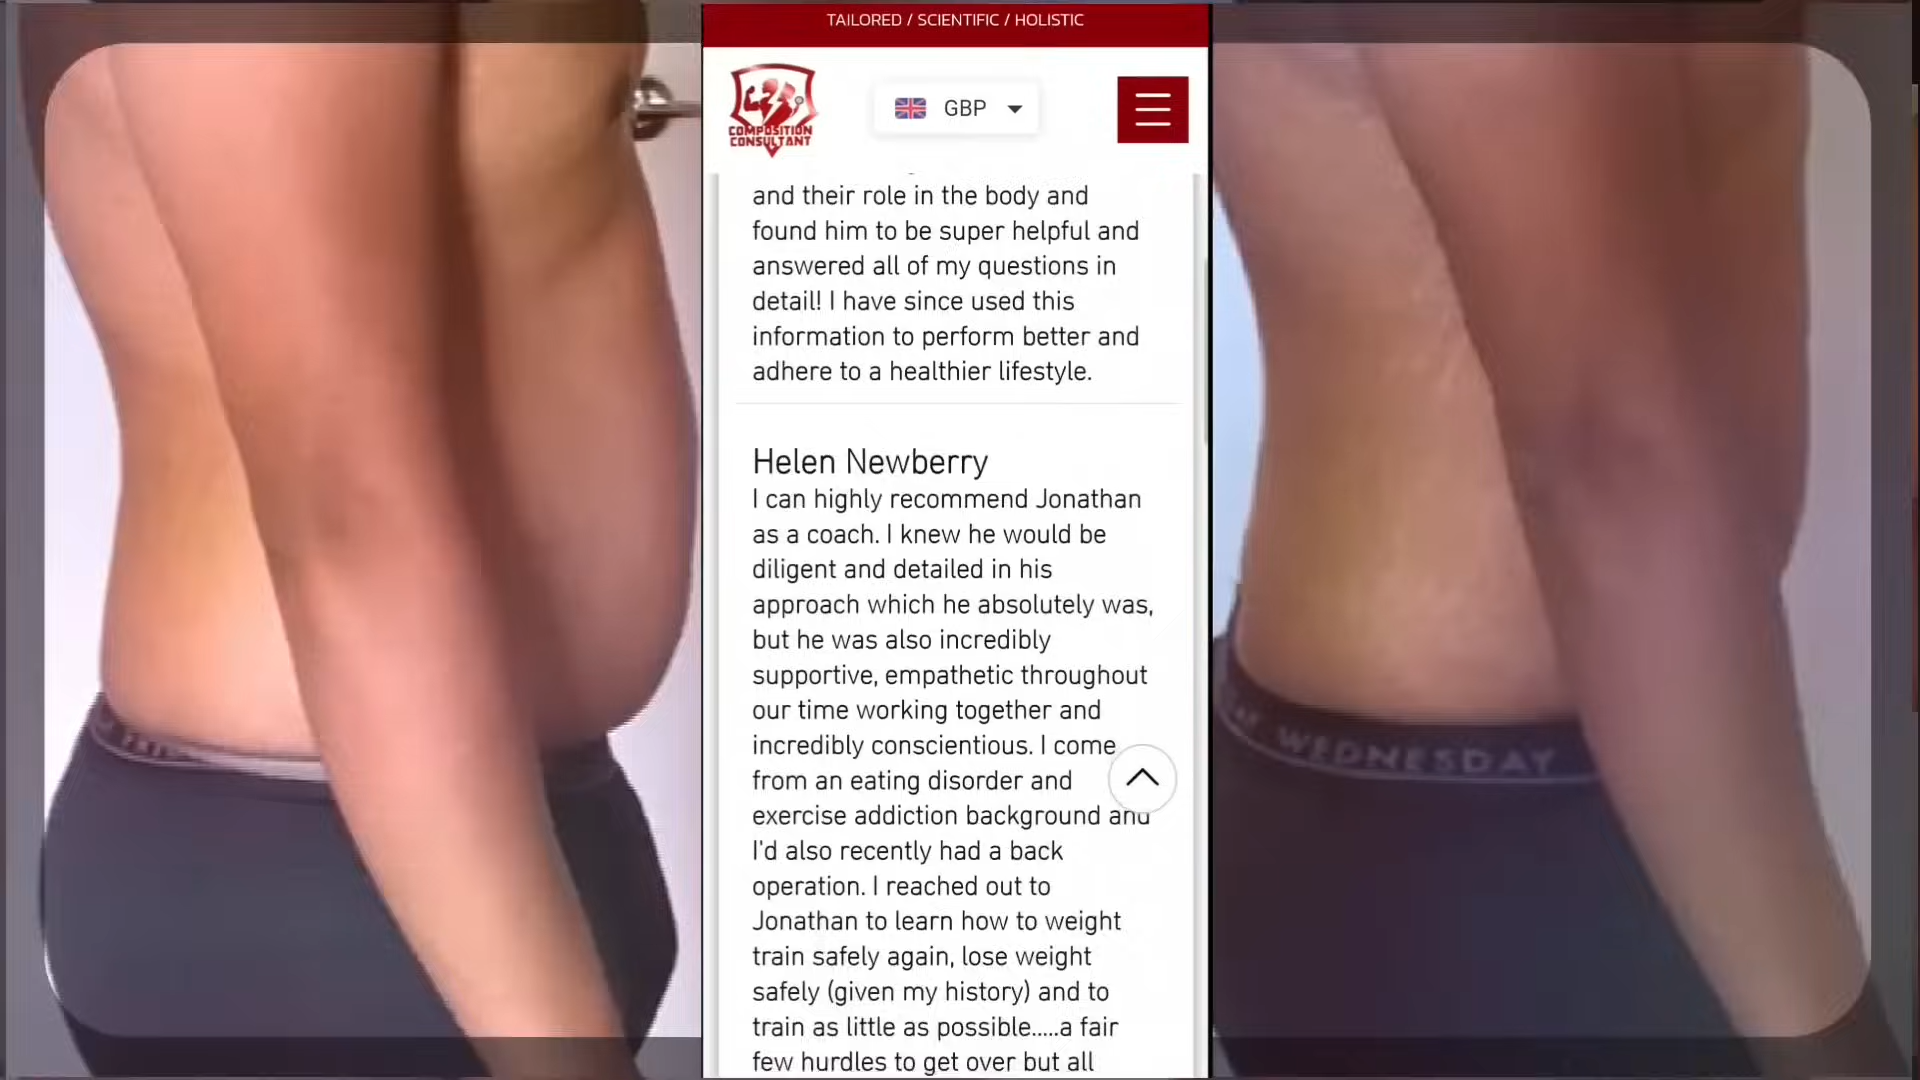 TAILORED / SCIENTIFIC / HOLISTIC
COMPOSITION
CONSULTANT
GBP
and their role in the body and
found him to be super helpful and
answered all of my questions in
detail! I have since used this
information to perform better and
adhere to a healthier lifestyle.
Helen Newberry
I can highly recommend Jonathan
as a coach. I knew he would be
diligent and detailed in his
approach which he absolutely was,
but he was also incredibly
supportive, empathetic throughout
our time working together and
incredibly conscientious. I come
from an eating disorder and
exercise addiction background and
I'd also recently had a back
operation. I reached out to
Jonathan to learn how to weight
train safely again, lose weight
safely (given my history) and to
train as little as possible.....a fair
few hurdles to get over but all
WEDNESDAY